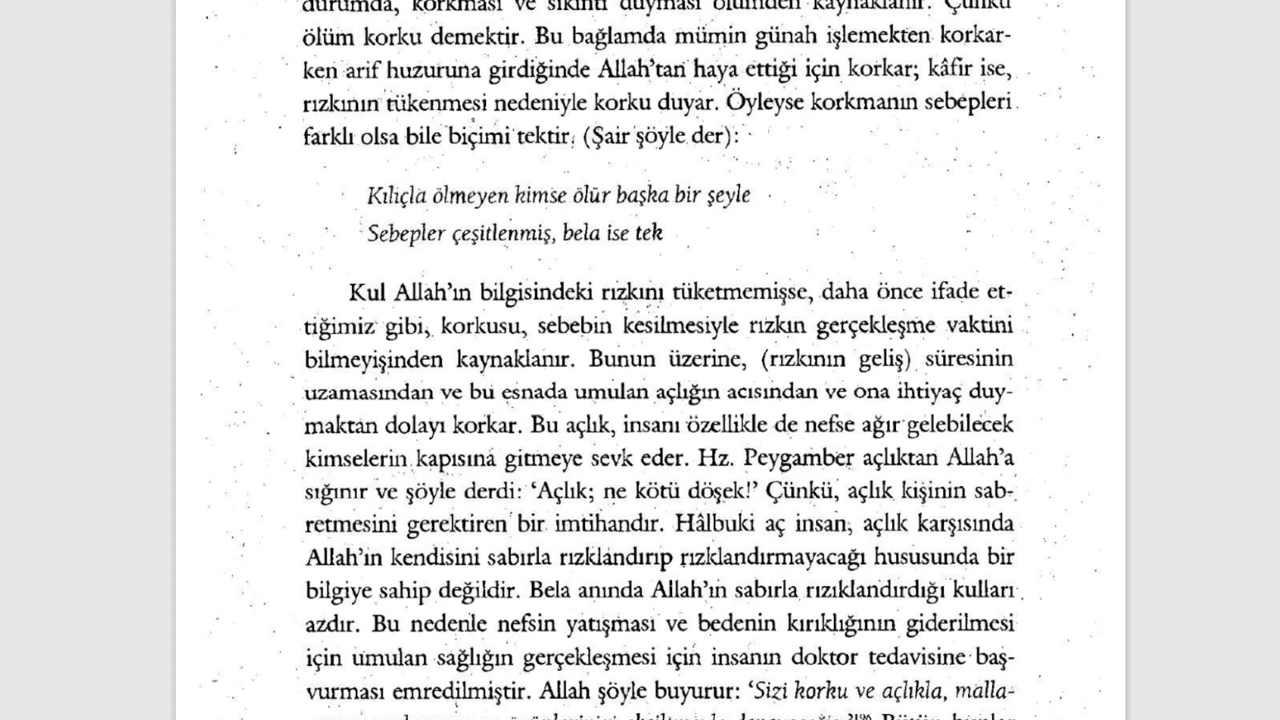 durumda, korkması ve sıkıntı duyması ölümden kaynaklanır. Çünkü
ölüm korku demektir. Bu bağlamda mümin günah işlemekten korkar-
ken arif huzuruna girdiğinde Allah'tan haya ettiği için korkar; kâfir ise,
rızkının tükenmesi nedeniyle korku duyar. Öyleyse korkmanın sebepleri
farklı olsa bile biçimi tektir. (Şair şöyle der):
Kılıçla ölmeyen kimse ölür başka bir şeyle
Sebepler çeşitlenmiş, bela ise tek
Kul Allah'ın bilgisindeki rızkını tüketmemişse, daha önce ifade et-
tiğimiz gibi, korkusu, sebebin kesilmesiyle rızkın gerçekleşme vaktini
bilmeyişinden kaynaklanır. Bunun üzerine, (rızkının geliş) süresinin
uzamasından ve bu esnada umulan açlığın acısından ve ona ihtiyaç duy-
maktan dolayı korkar. Bu açlık, insanı özellikle de nefse ağır gelebilecek
kimselerin kapısına gitmeye sevk eder. Hz. Peygamber açlıktan Allah'a
sığınır ve şöyle derdi: 'Açlık; ne kötü döşek!' Çünkü, açlık kişinin sab-
retmesini gerektiren bir imtihandır. Hâlbuki aç insan, açlık karşısında
Allah'ın kendisini sabırla rızklandırıp rızklandırmayacağı hususunda bir
bilgiye sahip değildir. Bela anında Allah'ın sabırla rızıklandırdığı kulları
azdır. Bu nedenle nefsin yatışması ve bedenin kırıklığının giderilmesi
için umulan sağlığın gerçekleşmesi için insanın doktor tedavisine baş-
vurması emredilmiştir. Allah şöyle buyurur: 'Sizi korku ve açlıkla, malla-